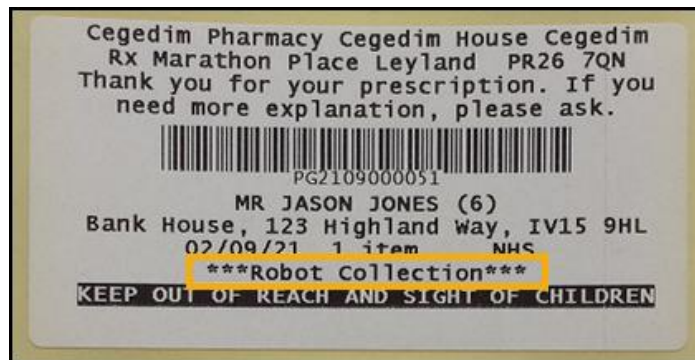 Cegedim Pharmacy Cegedim House Cegedim
Rx Marathon Place Leyland PR26 7QN
Thank you for your prescription. If you
need more explanation, please ask.
PG2109000051
MR JASON JONES (6)
Bank House, 123 Highland Way, IV15 9HL
02/09/21 1 item NHS
***Robot Collection***
KEEP OUT OF REACH AND SIGHT OF CHILDREN